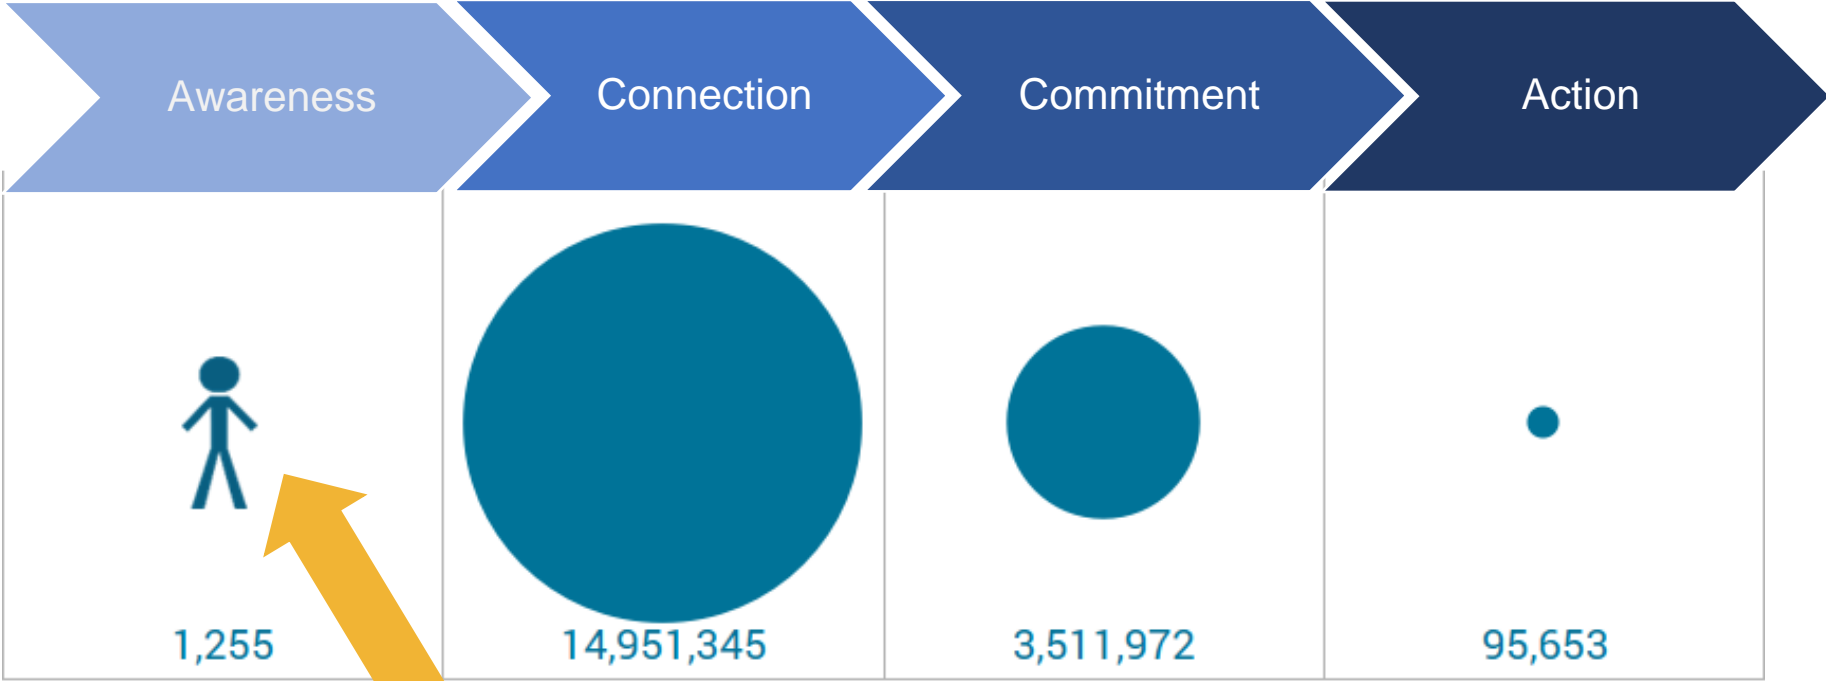 Awareness
Connection
Commitment
Action
1,255
14,951,345
3,511,972
95,653